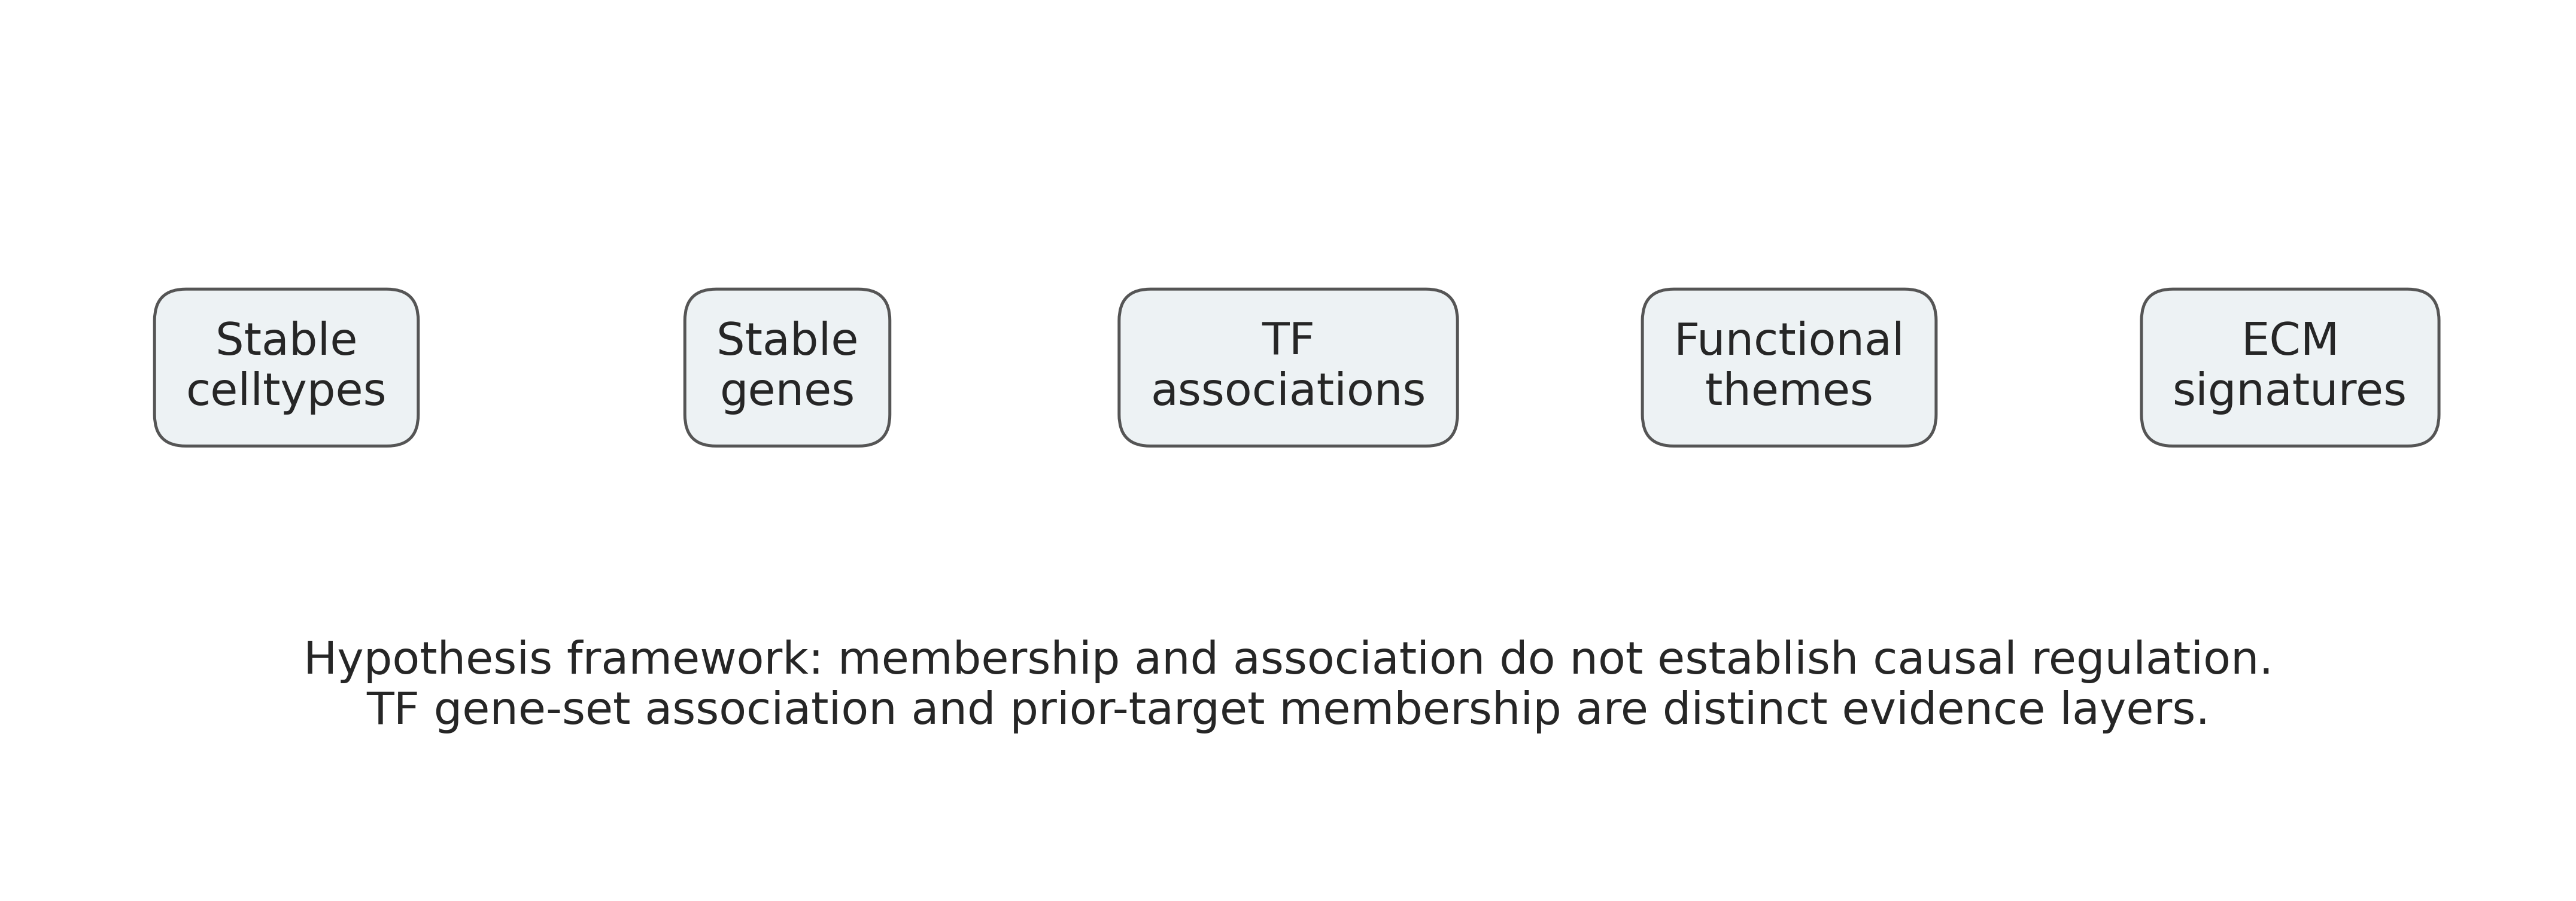 Stable
celltypes
Stable
genes
TF
associations
Functional
themes
ECM
signatures
Hypothesis framework: membership and association do not establish causal regulation.
TF gene-set association and prior-target membership are distinct evidence layers.